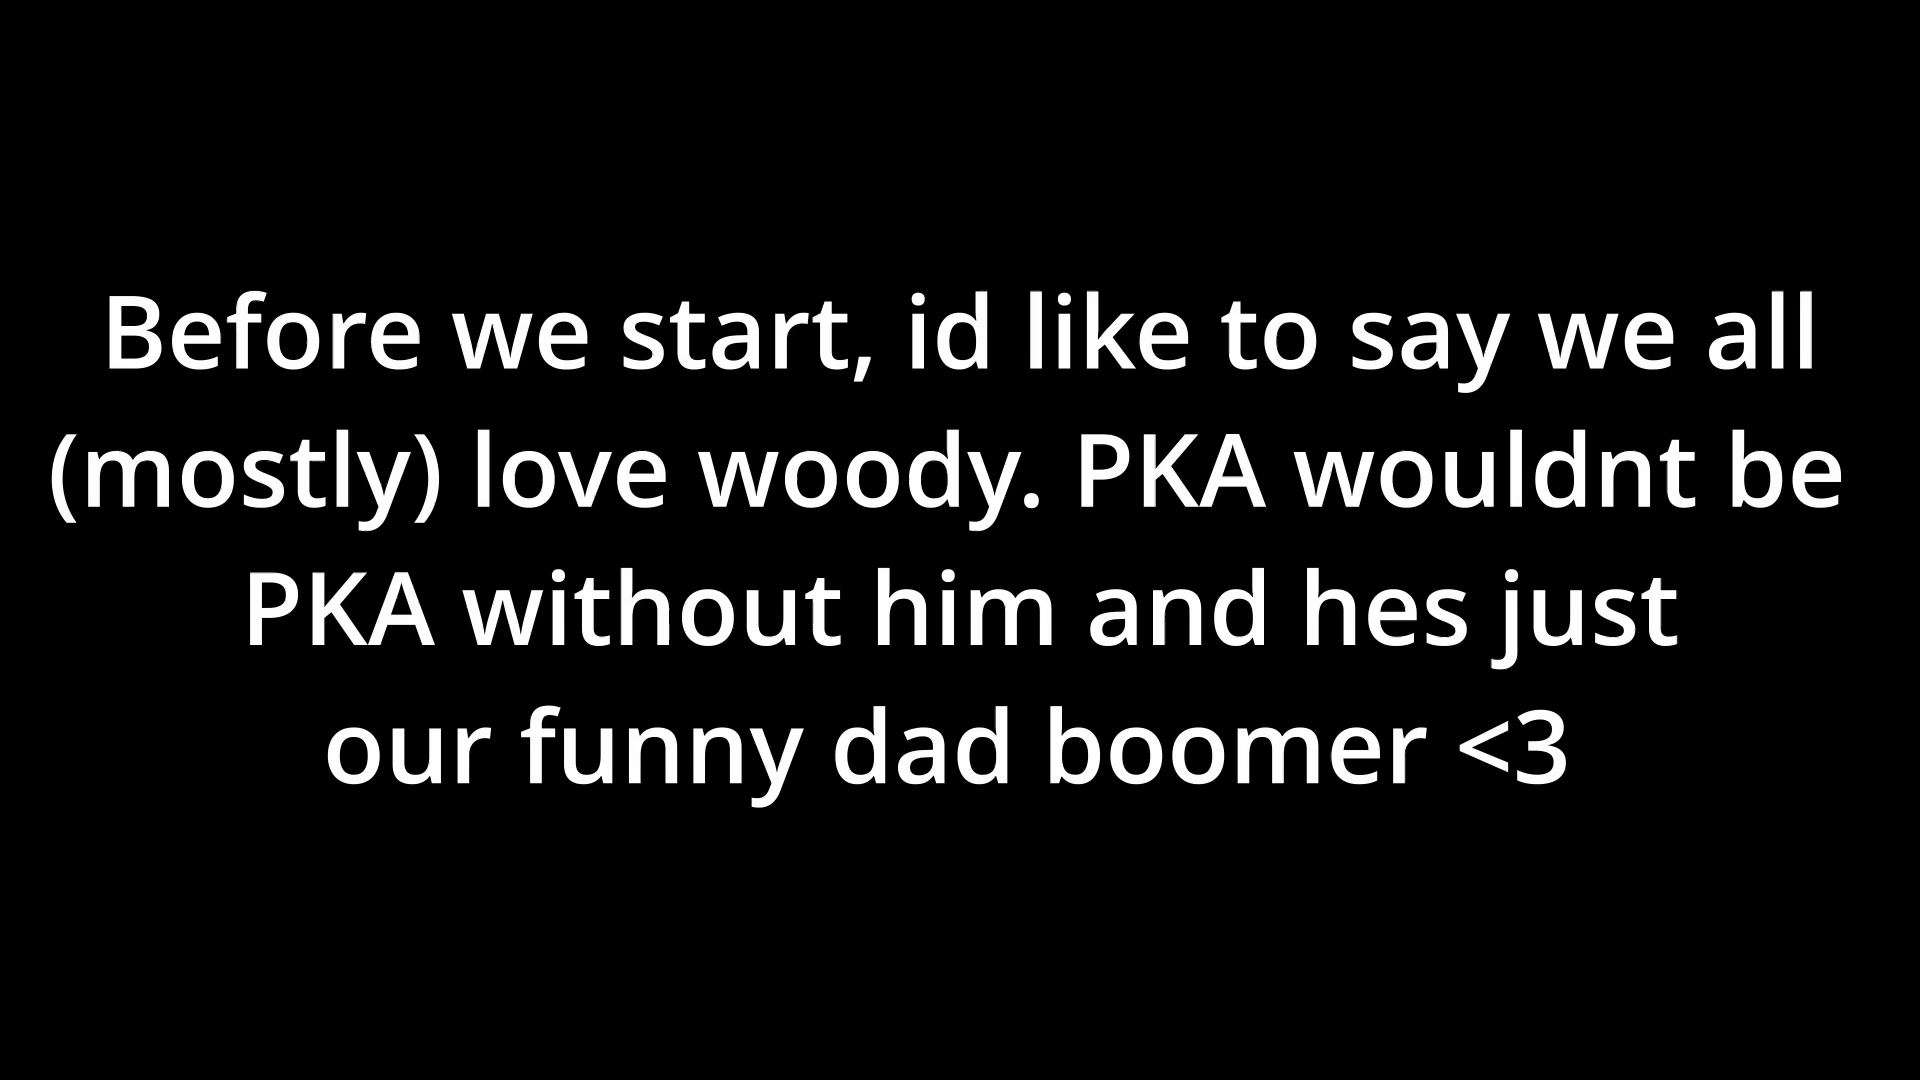 Before we start, id like to say we all
(mostly) love woody. PKA wouldnt be
PKA without him and hes just
our funny dad boomer <3